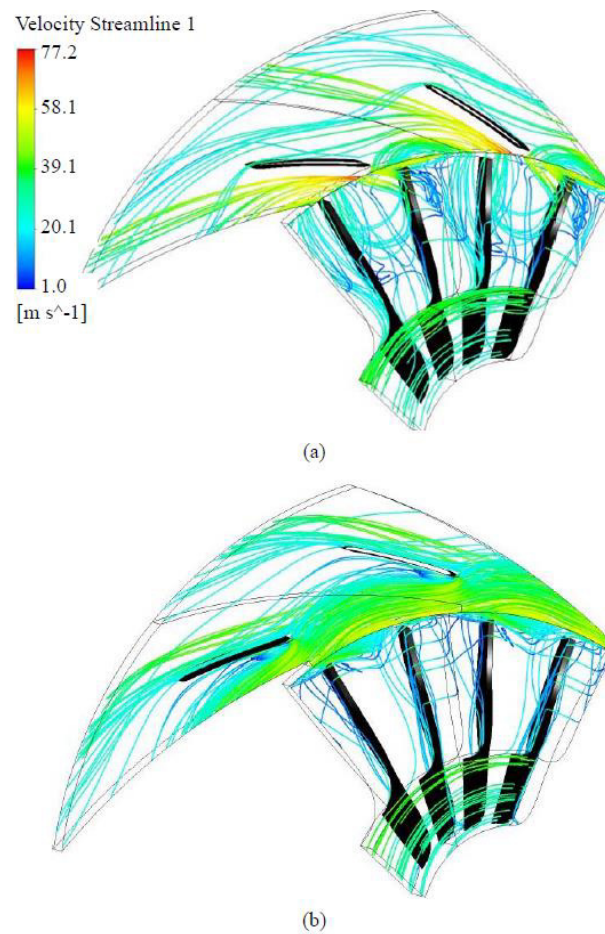 Velocity Streamline 1
77.2
58.1
39.1
20.1
1.0
[m s^-1]
(a)
(b)